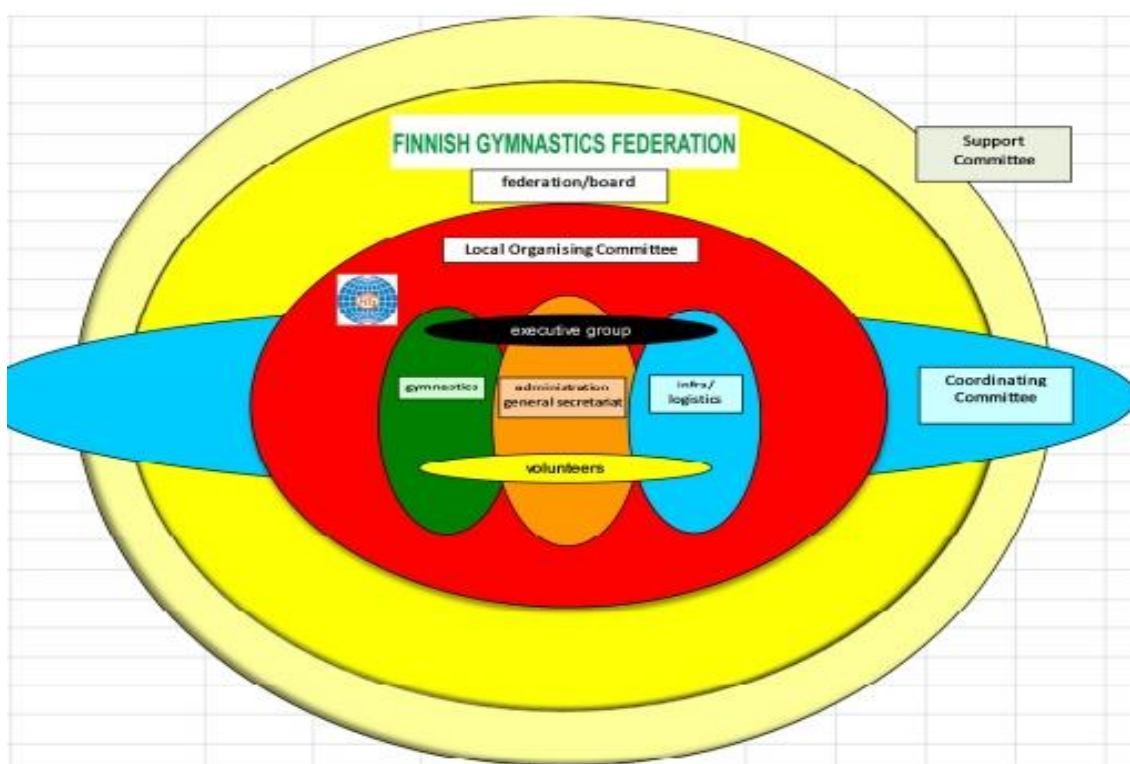 FINNISH GYMNASTICS FEDERATION
federation/board
Support
Committee
Local Organising Committee
executive group
gymnastics
administration
general secretariat
infra/
logistics
Coordinating
Committee
volunteers